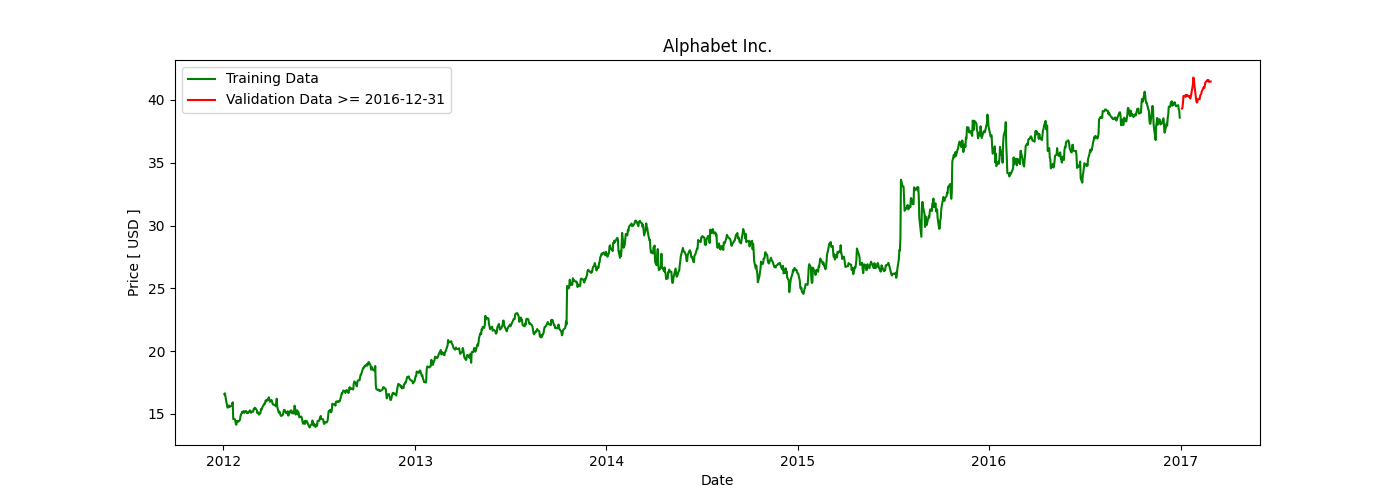 Alphabet Inc.
Training Data
Validation Data >= 2016-12-31
Price [ USD ]
40
35
30
25
20
15
2012 2013 2014 2015 2016 2017
Date